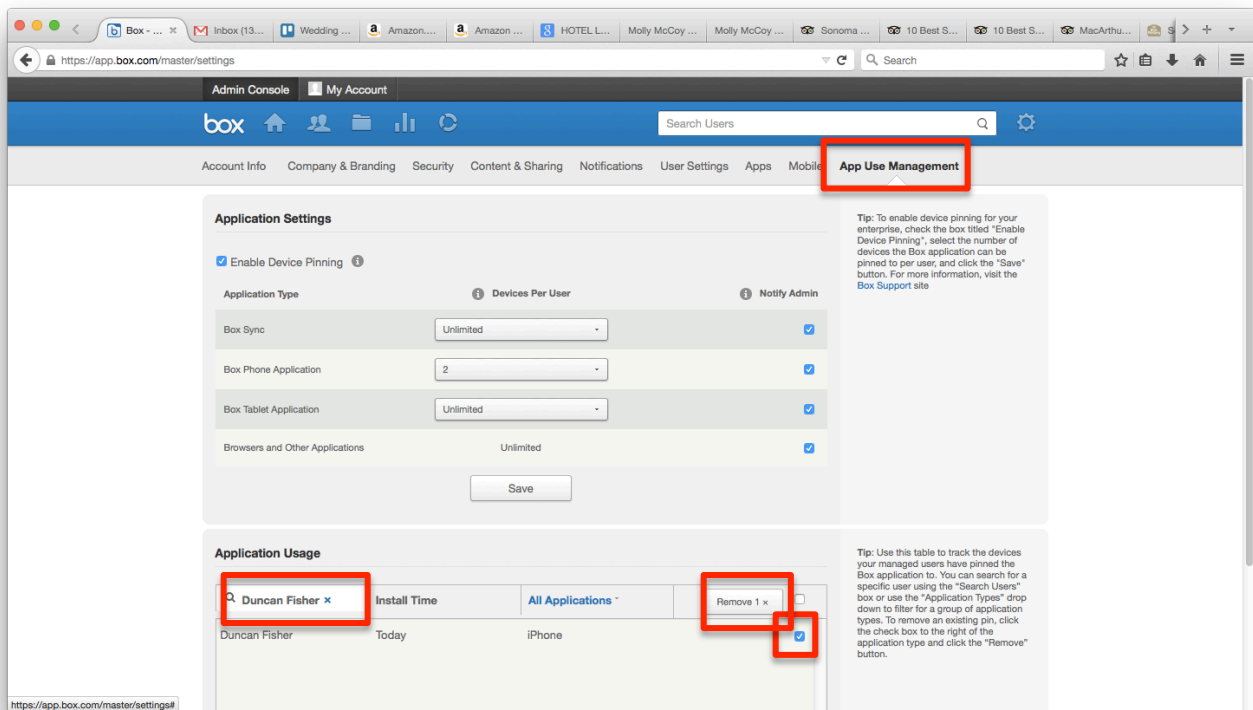 Box - ...
Inbox (13...
Wedding ...
Amazon....
Amazon ...
HOTEL L...
Molly McCoy ...
Molly McCoy ...
Sonoma ...
10 Best S...
10 Best S...
MacArthu...
https://app.box.com/master/settings
Search
Admin Console
My Account
box
Search Users
Account Info
Company & Branding
Security
Content & Sharing
Notifications
User Settings
Apps
Mobile
App Use Management
Application Settings
Enable Device Pinning
Application Type
Devices Per User
Notify Admin
Box Sync
Unlimited
Box Phone Application
2
Box Tablet Application
Unlimited
Browsers and Other Applications
Unlimited
Save
Tip: To enable device pinning for your
enterprise, check the box titled "Enable
Device Pinning", select the number of
devices the Box application can be
pinned to per user, and click the "Save"
button. For more information, visit the
Box Support site
Application Usage
Duncan Fisher ×
Install Time
All Applications
Remove 1 ×
Duncan Fisher
Today
iPhone
Tip: Use this table to track the devices
your managed users have pinned the
Box application to. You can search for a
specific user using the "Search Users"
box or use the "Application Types" drop
down to filter for a group of application
types. To remove an existing pin, click
the check box to the right of the
application type and click the "Remove"
button.
https://app.box.com/master/settings#